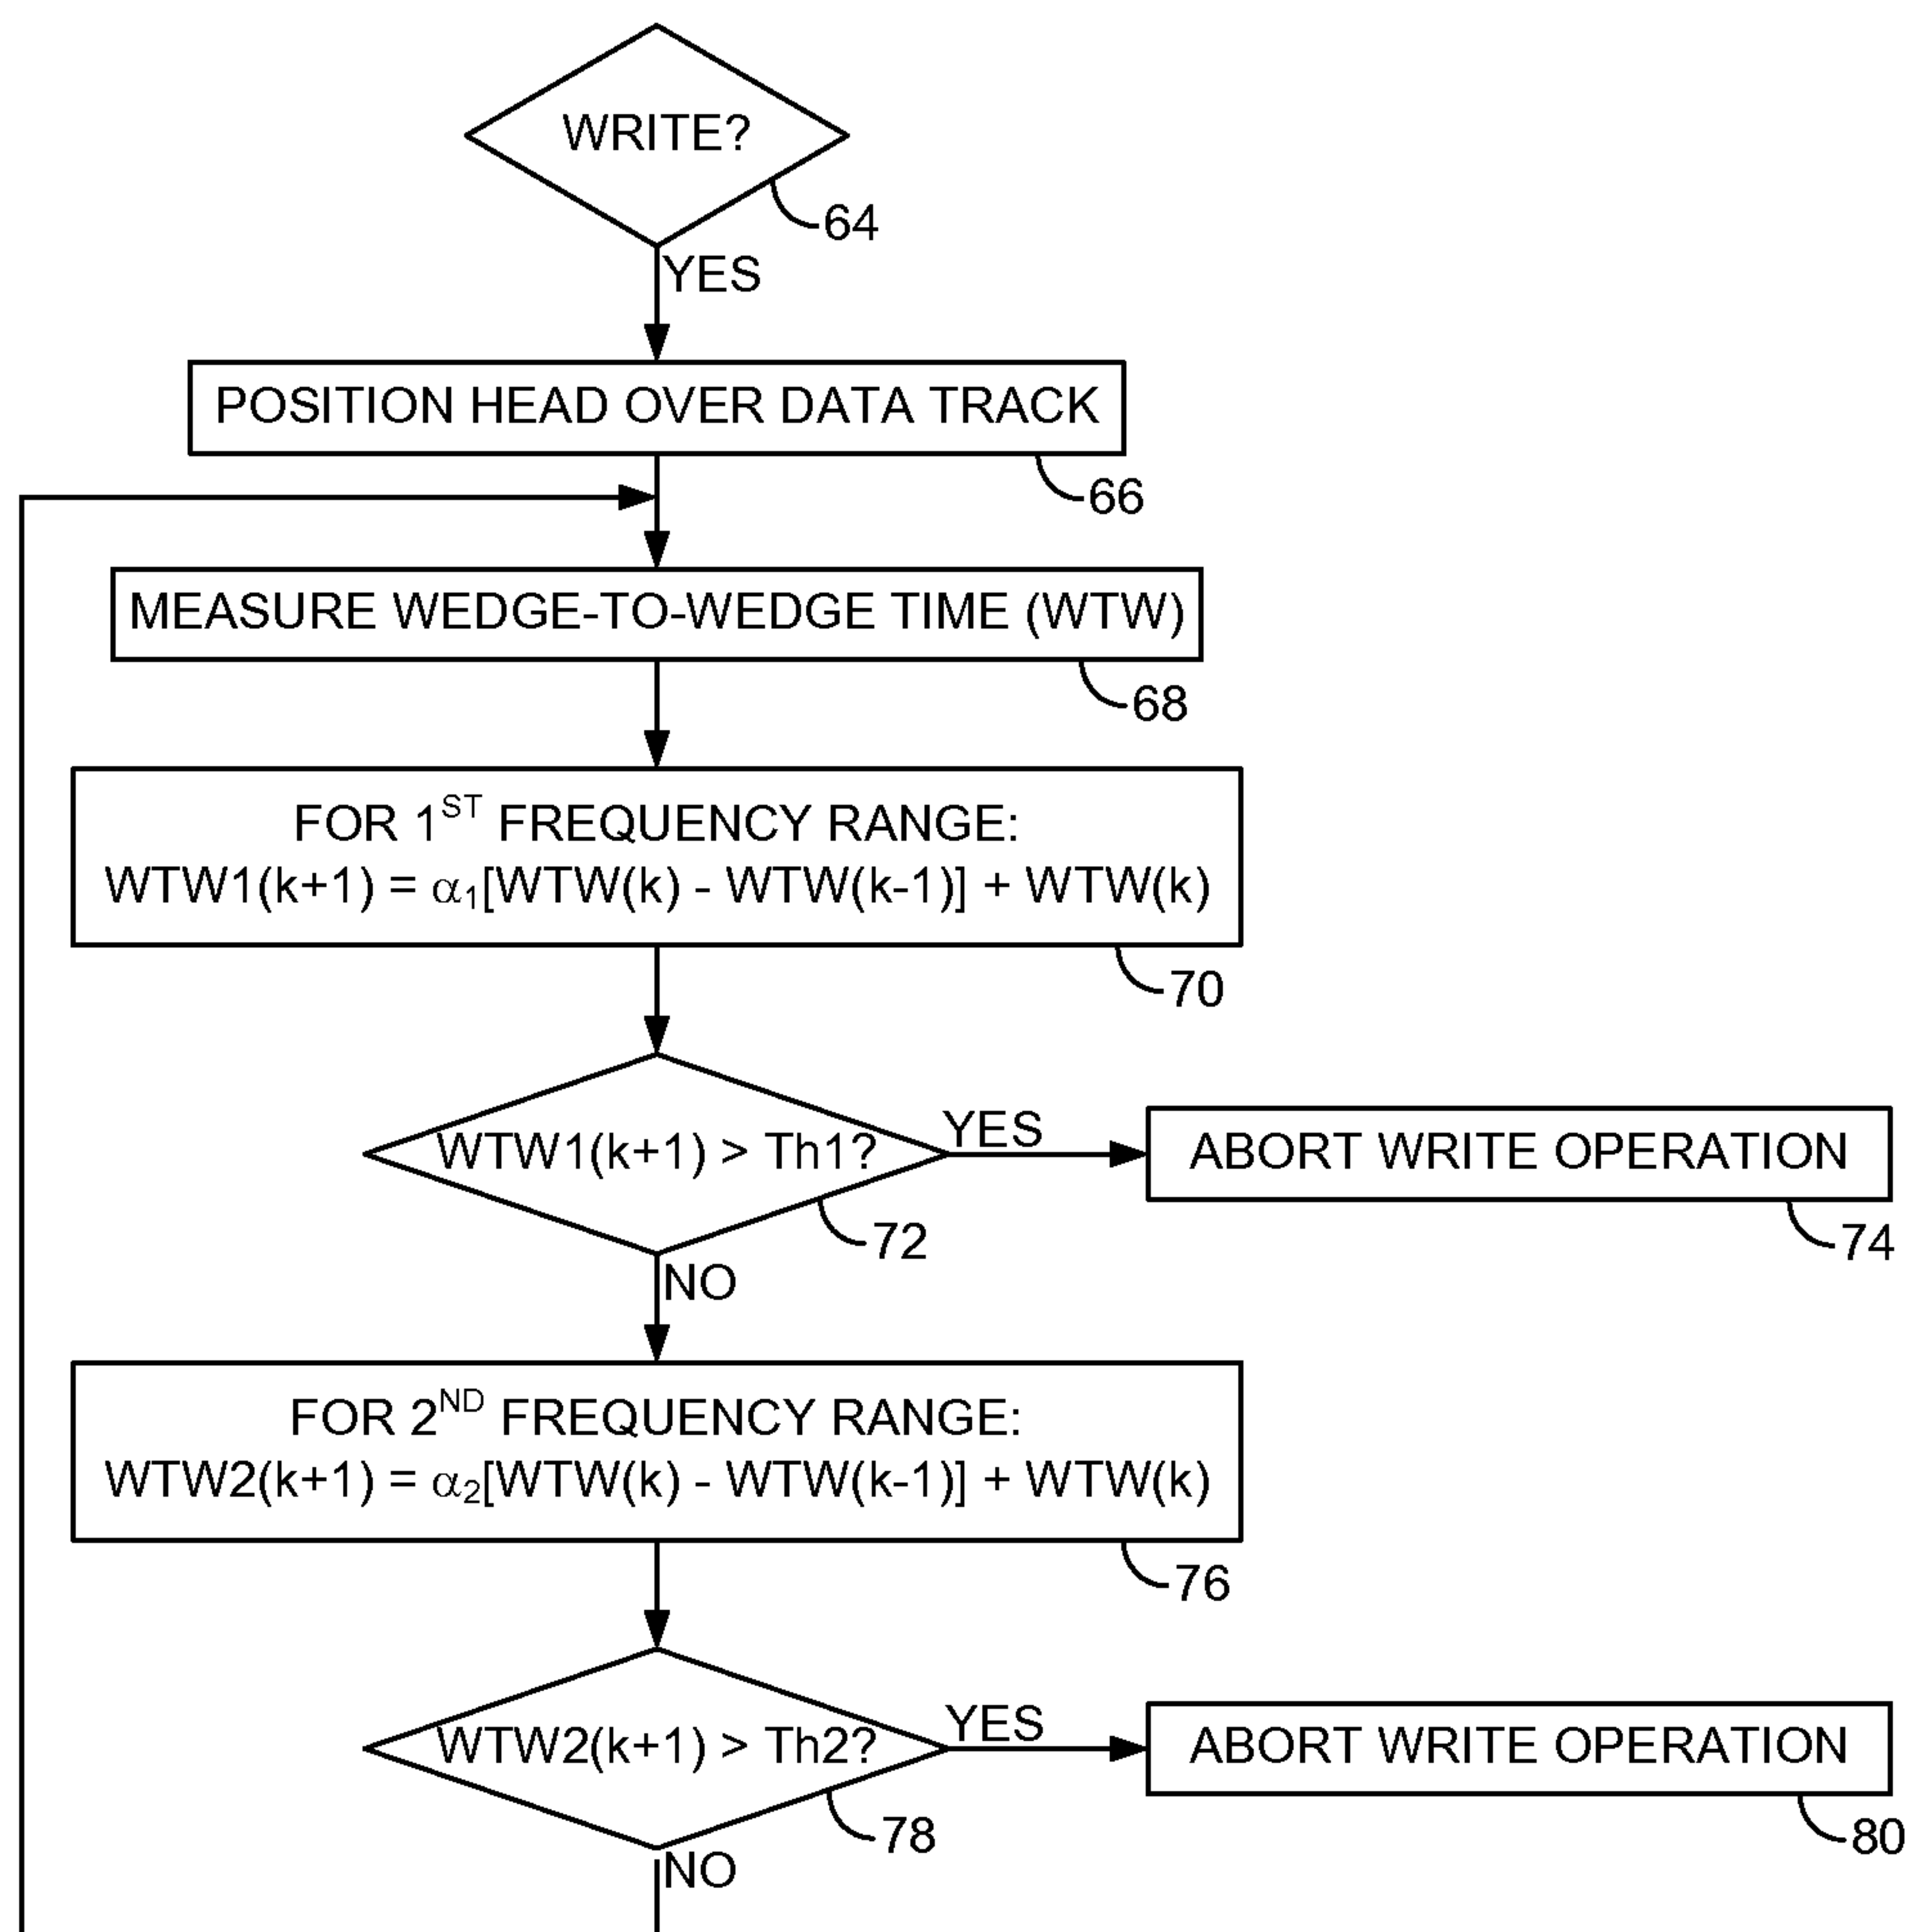 WRITE?
64
YES
POSITION HEAD OVER DATA TRACK
66
MEASURE WEDGE-TO-WEDGE TIME (WTW)
68
FOR 1ST FREQUENCY RANGE:
WTW1(k+1) = α1[WTW(k) - WTW(k-1)] + WTW(k)
70
WTW1(k+1) > Th1?
YES
ABORT WRITE OPERATION
72
74
NO
FOR 2ND FREQUENCY RANGE:
WTW2(k+1) = α2[WTW(k) - WTW(k-1)] + WTW(k)
76
WTW2(k+1) > Th2?
YES
ABORT WRITE OPERATION
78
80
NO